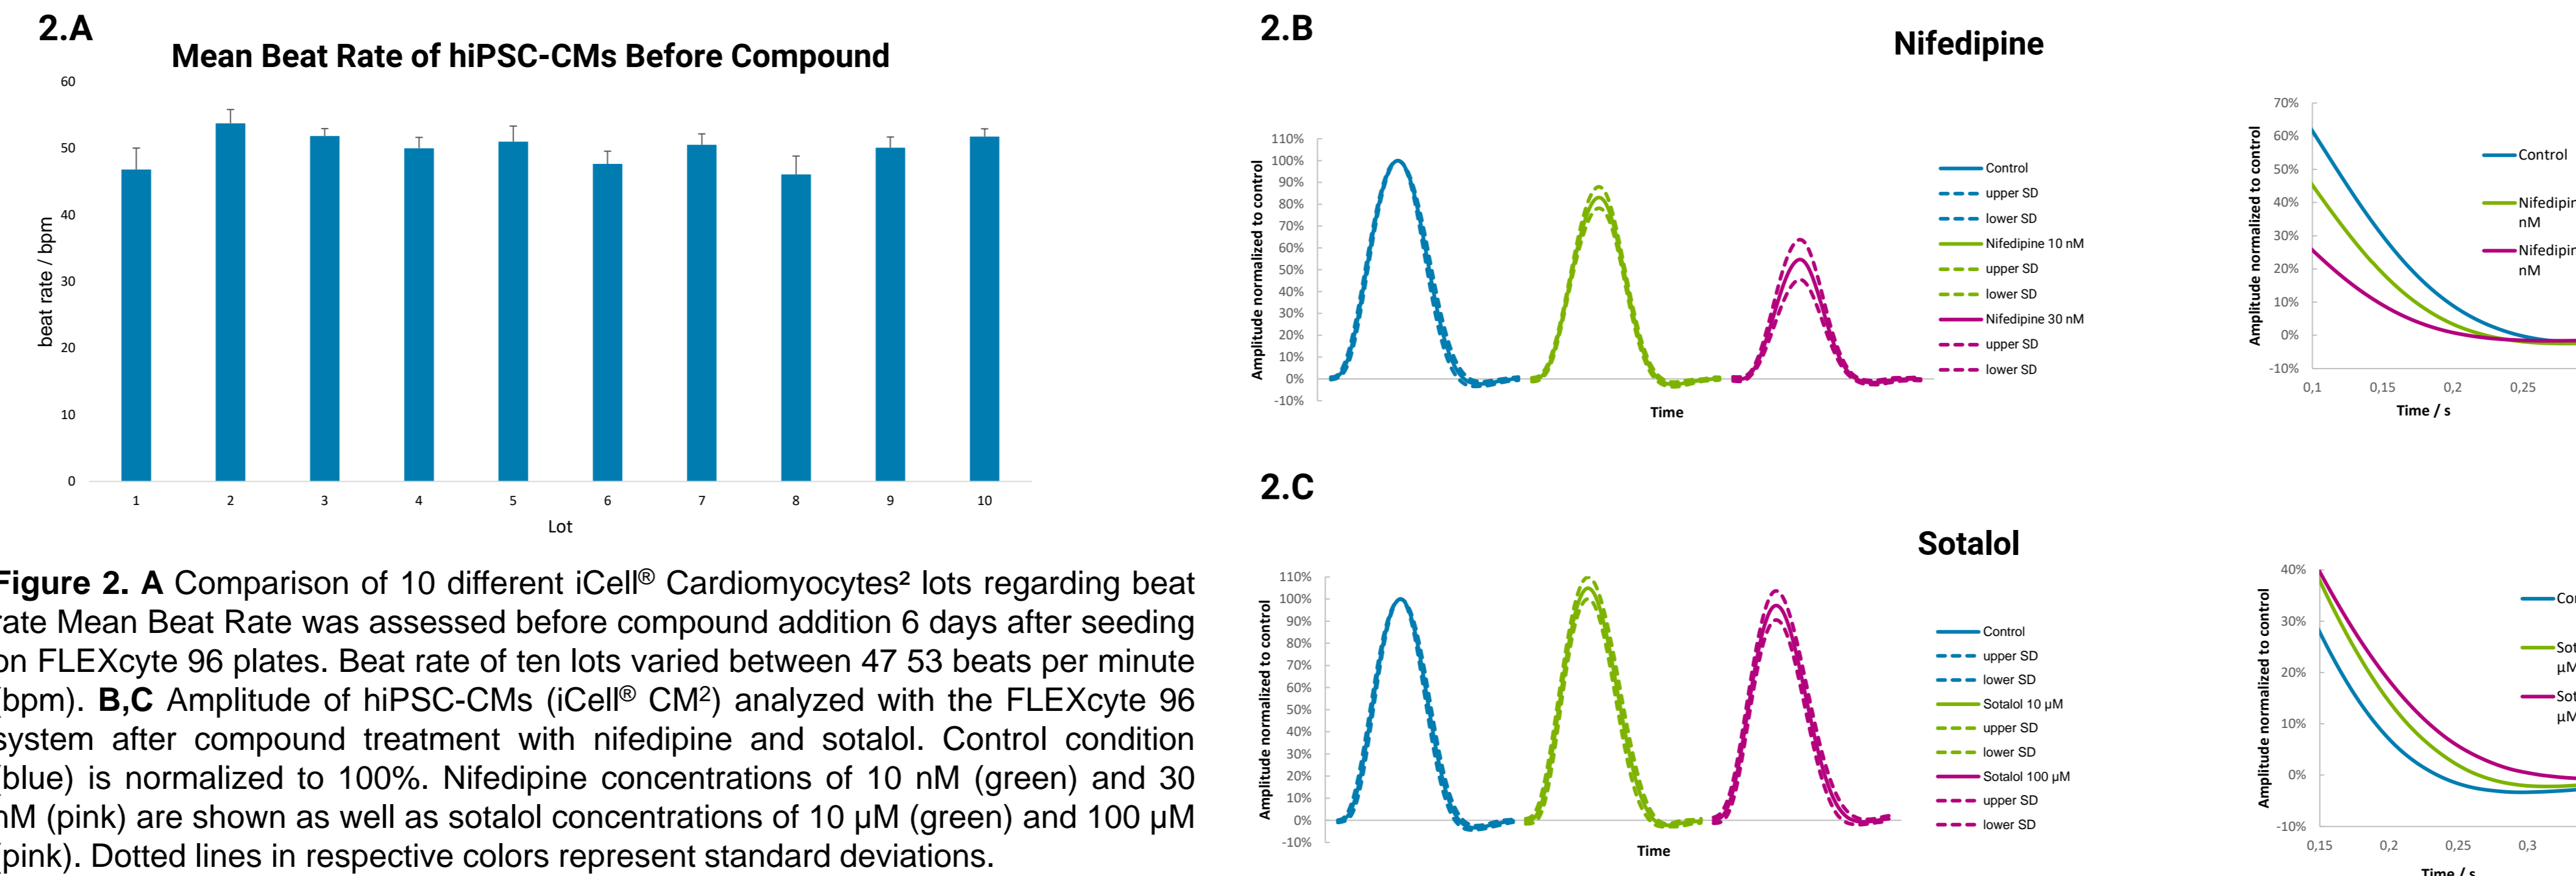 2.A
Mean Beat Rate of hiPSC-CMs Before Compound
60
50
40
30
20
10
0
beat rate / bpm
1 2 3 4 5 6 7 8 9 10
Lot
Figure 2. A Comparison of 10 different iCell® Cardiomyocytes² lots regarding beat
rate Mean Beat Rate was assessed before compound addition 6 days after seeding
on FLEXcyte 96 plates. Beat rate of ten lots varied between 47 53 beats per minute
(bpm). B,C Amplitude of hiPSC-CMs (iCell® CM²) analyzed with the FLEXcyte 96
system after compound treatment with nifedipine and sotalol. Control condition
(blue) is normalized to 100%. Nifedipine concentrations of 10 nM (green) and 30
nM (pink) are shown as well as sotalol concentrations of 10 µM (green) and 100 µM
(pink). Dotted lines in respective colors represent standard deviations.
2.B
Nifedipine
110%
100%
90%
80%
70%
60%
50%
40%
30%
20%
10%
0%
-10%
Amplitude normalized to control
Time
Control
upper SD
lower SD
Nifedipine 10 nM
upper SD
lower SD
Nifedipine 30 nM
upper SD
lower SD
70%
60%
50%
40%
30%
20%
10%
0%
-10%
Amplitude normalized to control
0,1 0,15 0,2 0,25
Time / s
Control
Nifedipin
nM
Nifedipin
nM
2.C
Sotalol
110%
100%
90%
80%
70%
60%
50%
40%
30%
20%
10%
0%
-10%
Amplitude normalized to control
Time
Control
upper SD
lower SD
Sotalol 10 µM
upper SD
lower SD
Sotalol 100 µM
upper SD
lower SD
40%
30%
20%
10%
0%
-10%
Amplitude normalized to control
0,15 0,2 0,25 0,3
Time / s
Con
Sot
µM
Sot
µM